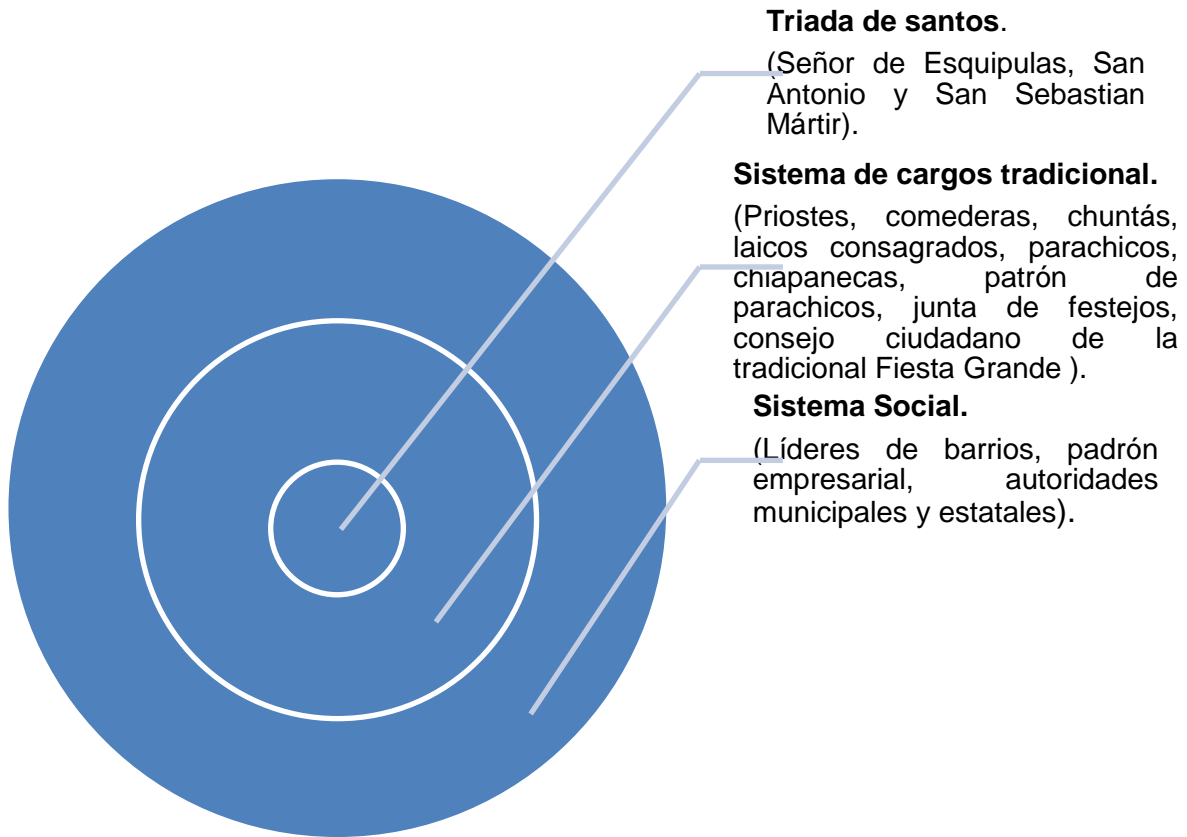 Triada de santos.
(Señor de Esquipulas, San
Antonio y San Sebastian
Mártir).
Sistema de cargos tradicional.
(Priostes, comederas, chuntás,
laicos consagrados, parachicos,
chiapanecas, patrón de
parachicos, junta de festejos,
consejo ciudadano de la
tradicional Fiesta Grande ).
Sistema Social.
(Líderes de barrios, padrón
empresarial, autoridades
municipales y estatales).